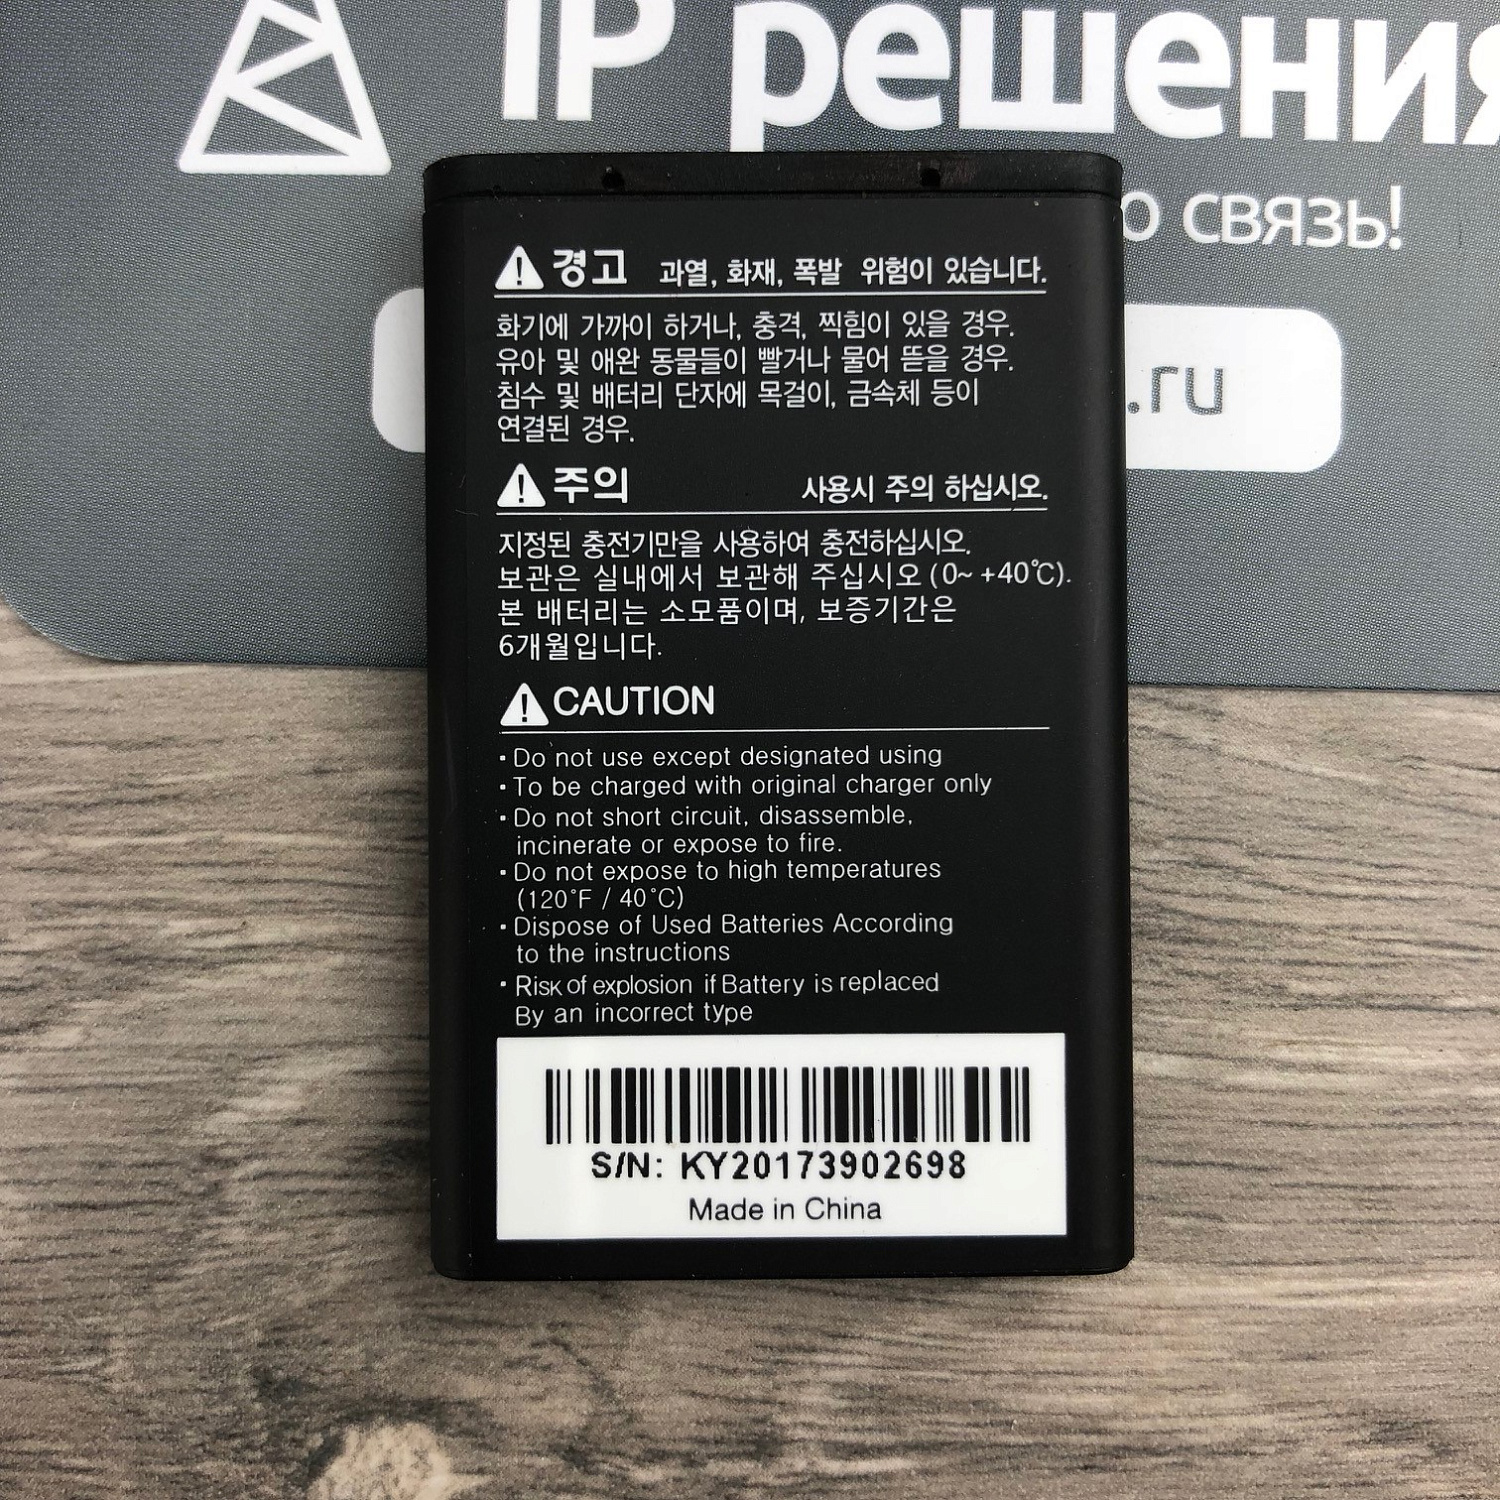 IP решения
о связь!
.ru
경고 과열, 화재, 폭발 위험이 있습니다.
화기에 가까이 하거나, 충격, 찍힘이 있을 경우.
유아 및 애완 동물들이 빨거나 물어 뜯을 경우.
침수 및 배터리 단자에 목걸이, 금속체 등이
연결된 경우.
주의 사용시 주의 하십시오.
지정된 충전기만을 사용하여 충전하십시오.
보관은 실내에서 보관해 주십시오 (0~ +40℃).
본 배터리는 소모품이며, 보증기간은
6개월입니다.
CAUTION
· Do not use except designated using
· To be charged with original charger only
· Do not short circuit, disassemble,
incinerate or expose to fire.
· Do not expose to high temperatures
(120°F / 40°C)
· Dispose of Used Batteries According
to the instructions
· Risk of explosion if Battery is replaced
By an incorrect type
S/N: KY20173902698
Made in China